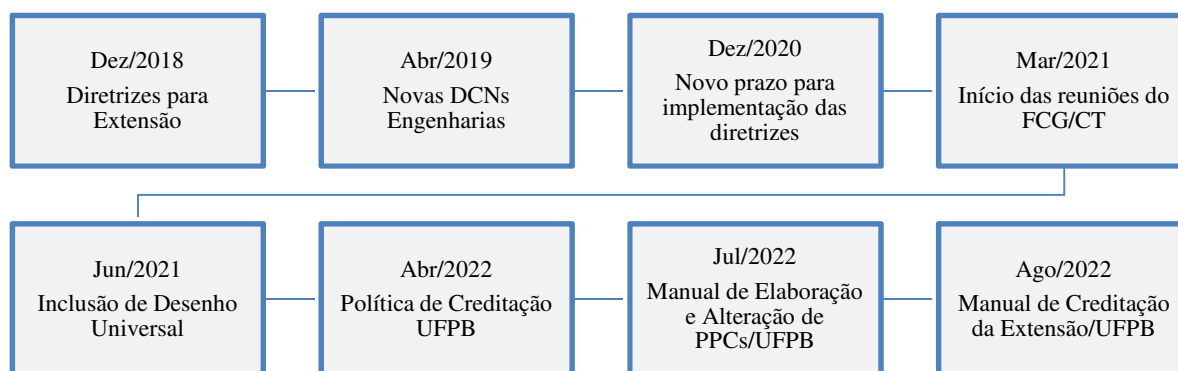 Dez/2018
Diretrizes para
Extensão
Abr/2019
Novas DCNs
Engenharias
Dez/2020
Novo prazo para
implementação das
diretrizes
Mar/2021
Início das reuniões do
FCG/CT
Jun/2021
Inclusão de Desenho
Universal
Abr/2022
Política de Creditação
UFPB
Jul/2022
Manual de Elaboração
e Alteração de
PPCs/UFPB
Ago/2022
Manual de Creditação
da Extensão/UFPB